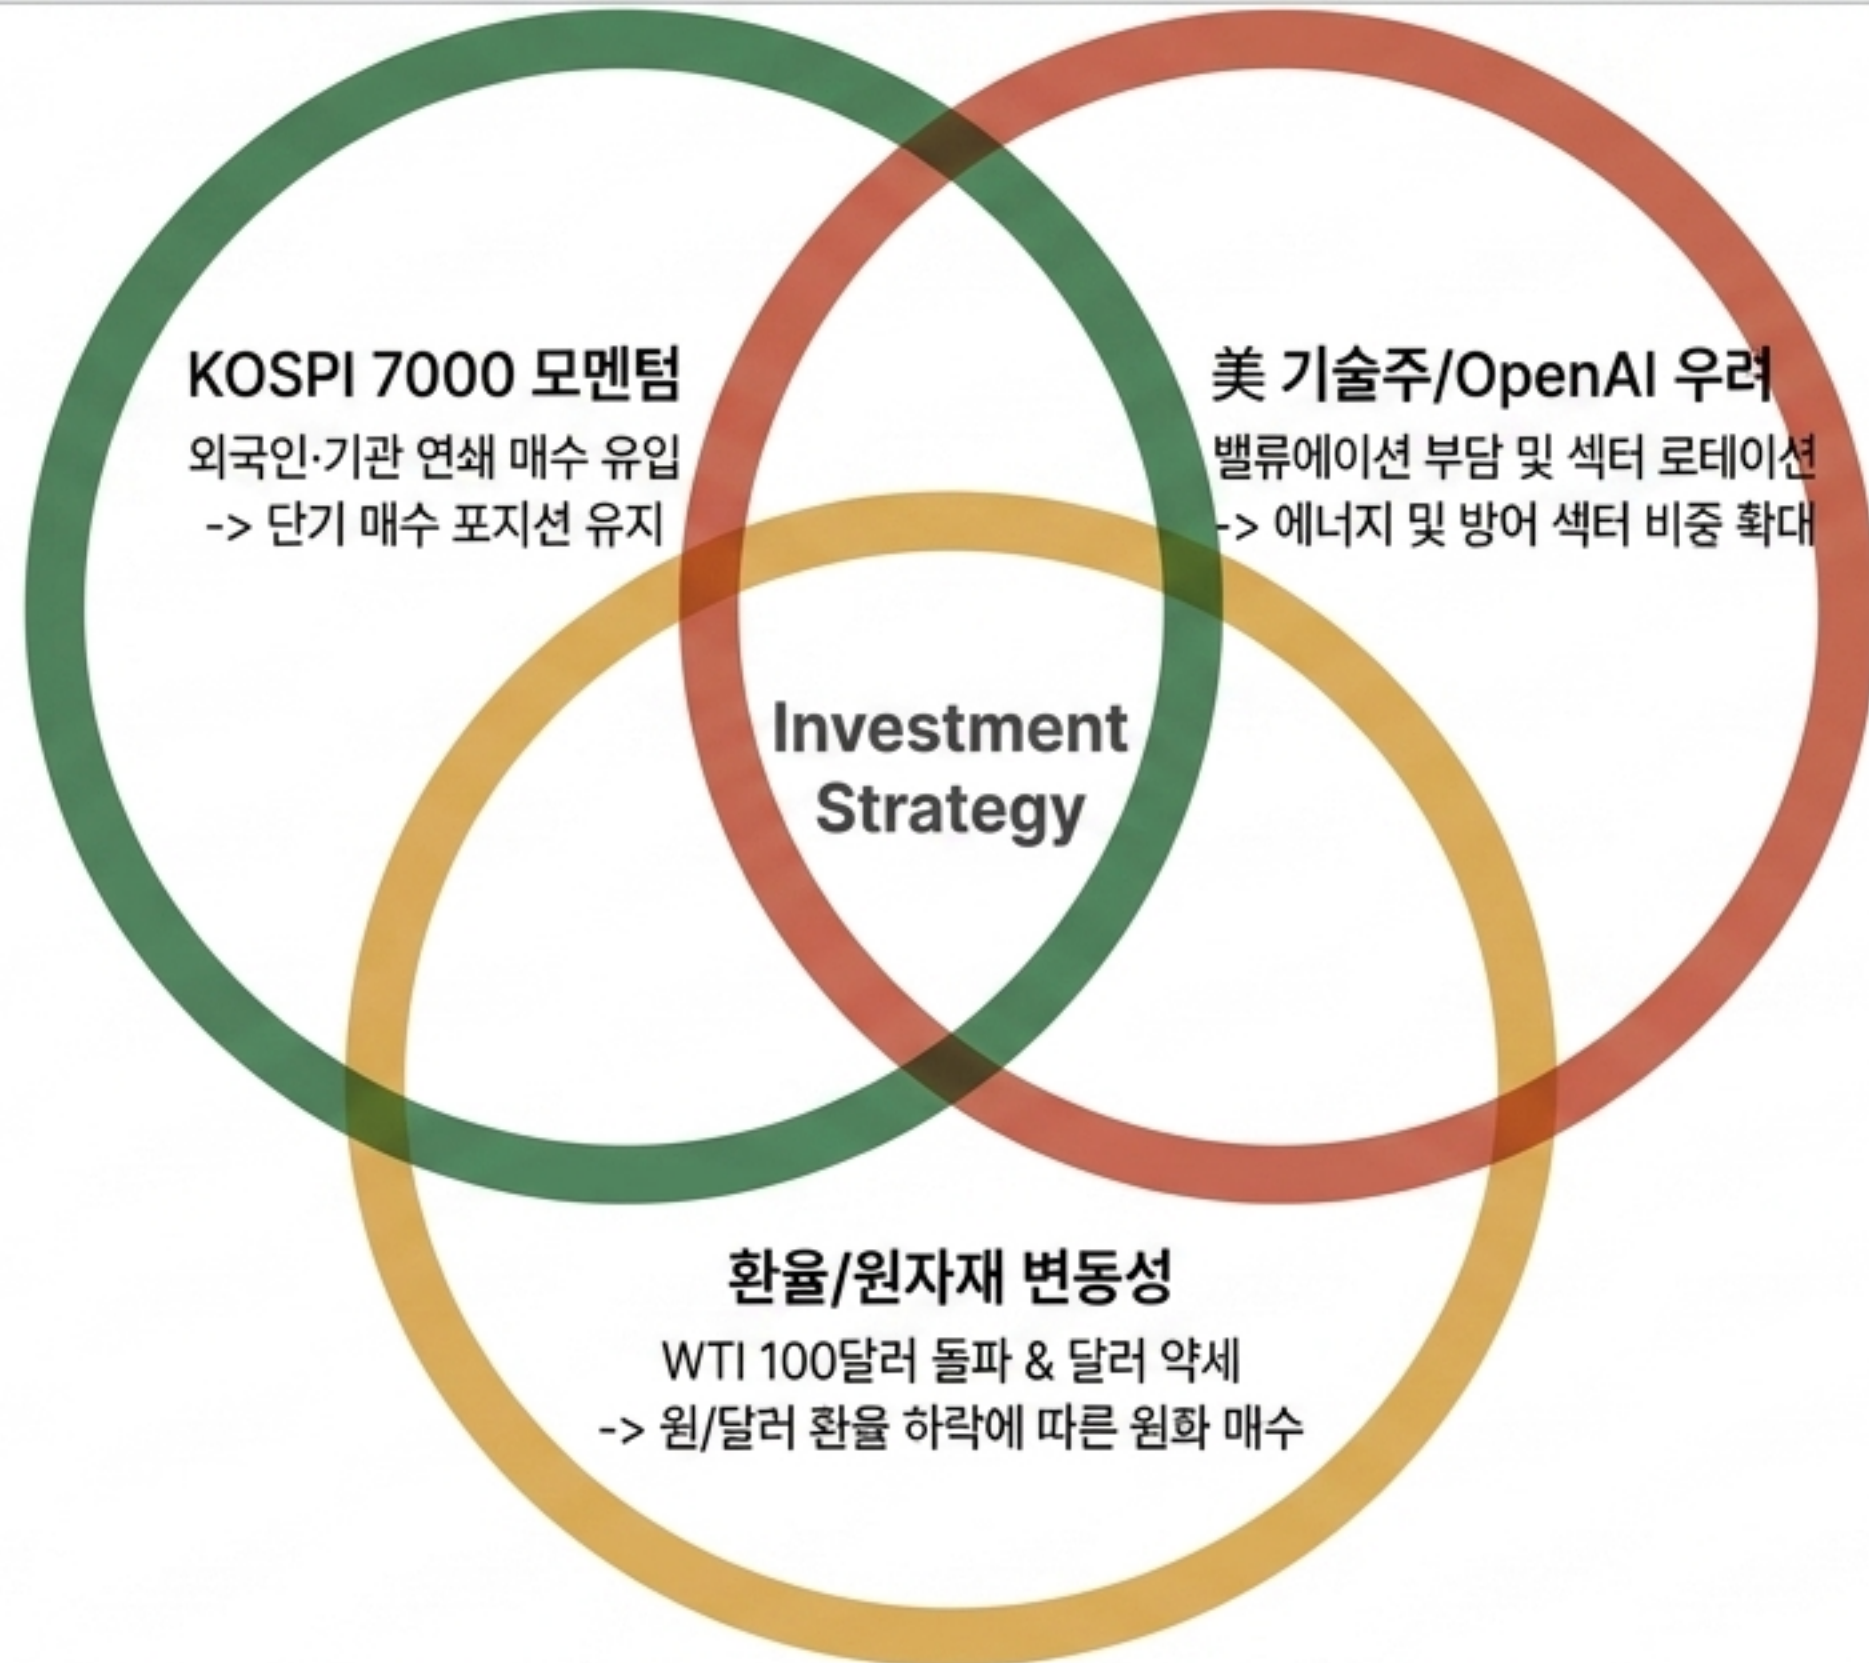 KOSPI 7000 모멘텀
외국인·기관 연쇄 매수 유입
-> 단기 매수 포지션 유지
美 기술주/OpenAI 우려
밸류에이션 부담 및 섹터 로테이션
-> 에너지 및 방어 섹터 비중 확대
Investment
Strategy
환율/원자재 변동성
WTI 100달러 돌파 & 달러 약세
-> 원/달러 환율 하락에 따른 원화 매수